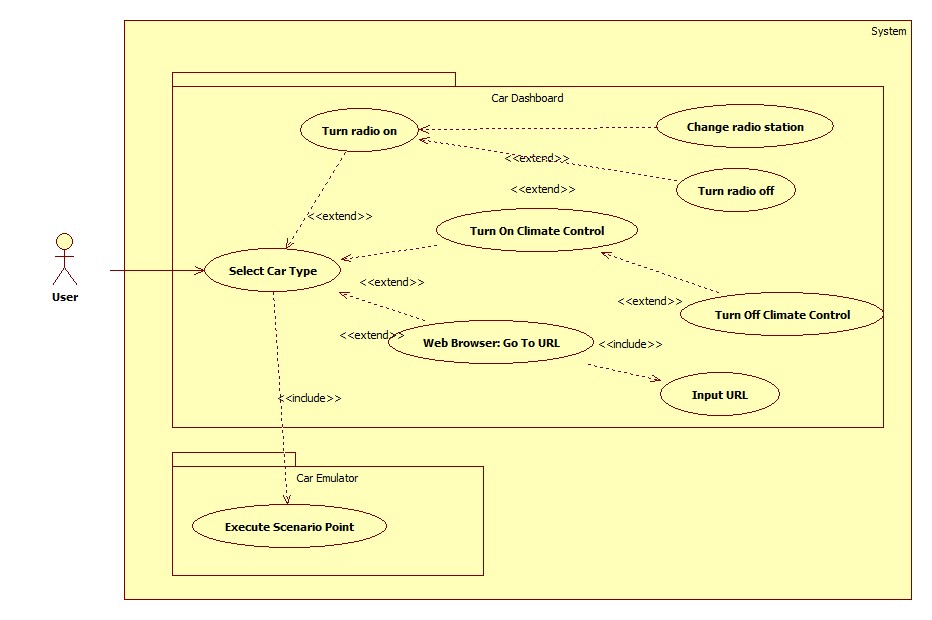 System
Car Dashboard
Turn radio on
Change radio station
<<extend>>
Turn radio off
<<extend>>
<<extend>>
Turn On Climate Control
Select Car Type
<<extend>>
User
<<extend>>
Turn Off Climate Control
<<extend>>
Web Browser: Go To URL
<<include>>
Input URL
<<include>>
Car Emulator
Execute Scenario Point